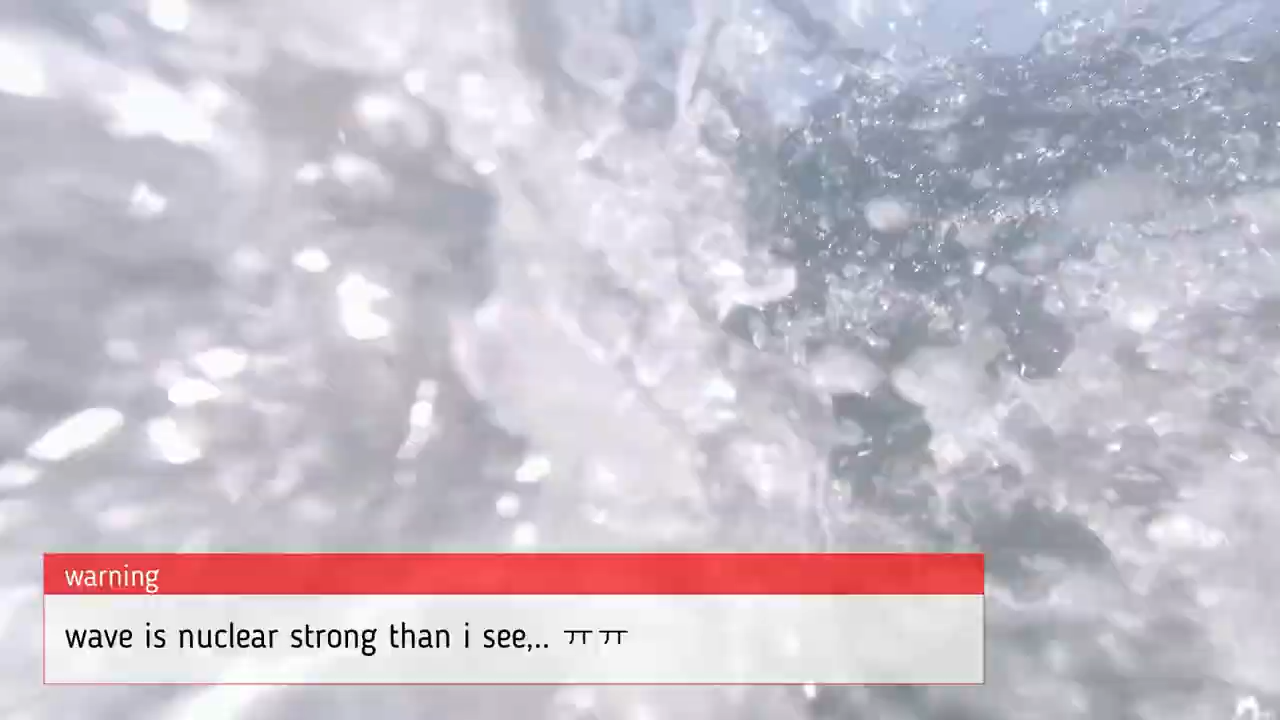 warning
wave is nuclear strong than i see,.. ㅠㅠ